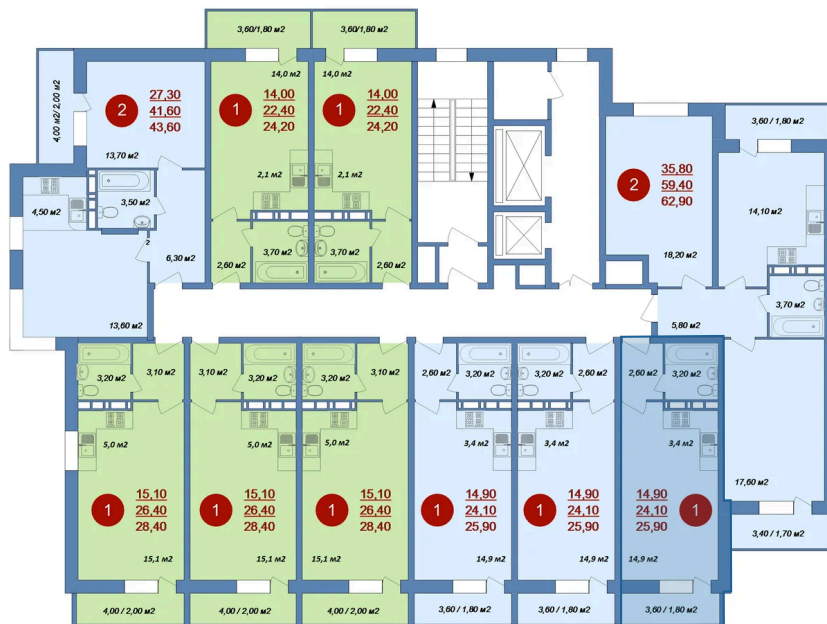 3,60/1,80 м2
3,60/1,80 м2
4,00 м2/ 2,00 м2
2
27,30
41,60
43,60
13,70 м2
14,0 м2
1
14,00
22,40
24,20
2,1 м2
14,0 м2
1
14,00
22,40
24,20
2,1 м2
3,60 / 1,80 м2
2
35,80
59,40
62,90
18,20 м2
14,10 м2
4,50 м2
3,50 м2
2
6,30 м2
13,60 м2
2,60 м2
3,70 м2
3,70 м2
2,60 м2
3,70 м2
5,80 м2
3,20 м2
3,10 м2
5,0 м2
1
15,10
26,40
28,40
15,1 м2
4,00 / 2,00 м2
3,10 м2
3,20 м2
5,0 м2
1
15,10
26,40
28,40
15,1 м2
4,00 / 2,00 м2
3,20 м2
3,10 м2
5,0 м2
1
15,10
26,40
28,40
15,1 м2
4,00 / 2,00 м2
2,60 м2
3,20 м2
3,4 м2
1
14,90
24,10
25,90
14,9 м2
3,60 / 1,80 м2
3,20 м2
2,60 м2
3,4 м2
1
14,90
24,10
25,90
14,9 м2
3,60 / 1,80 м2
2,60 м2
3,20 м2
3,4 м2
14,90
24,10
25,90
1
14,9 м2
3,60 / 1,80 м2
17,60 м2
3,40 / 1,70 м2